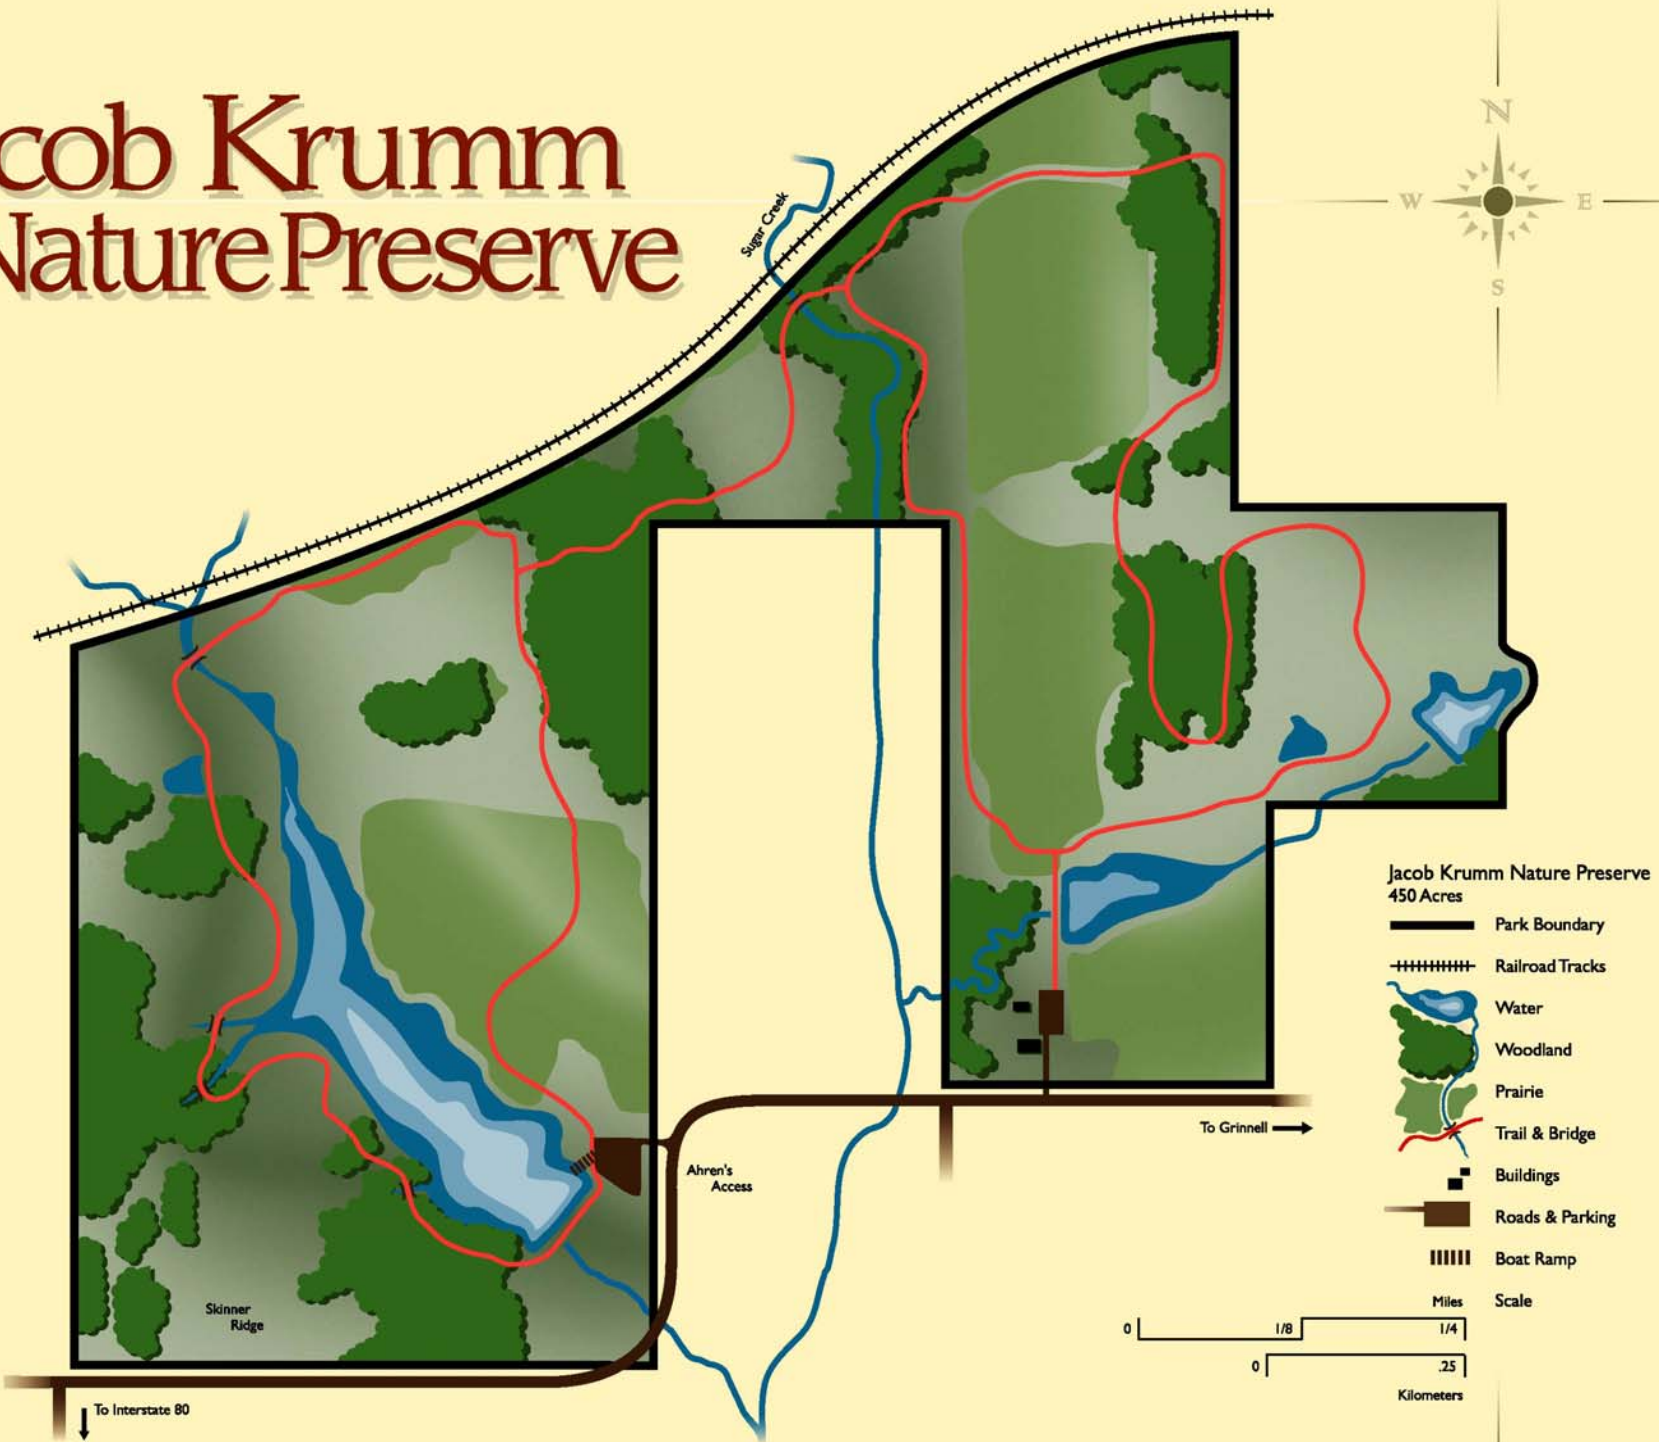 cob Krumm
Nature Preserve
Sugar Creek
N
W
E
S
Jacob Krumm Nature Preserve
450 Acres
Park Boundary
Railroad Tracks
Water
Woodland
Prairie
Trail & Bridge
Buildings
Roads & Parking
Boat Ramp
Miles
Scale
0
1/8
1/4
0
.25
Kilometers
To Grinnell
Ahren's
Access
Skinner
Ridge
To Interstate 80